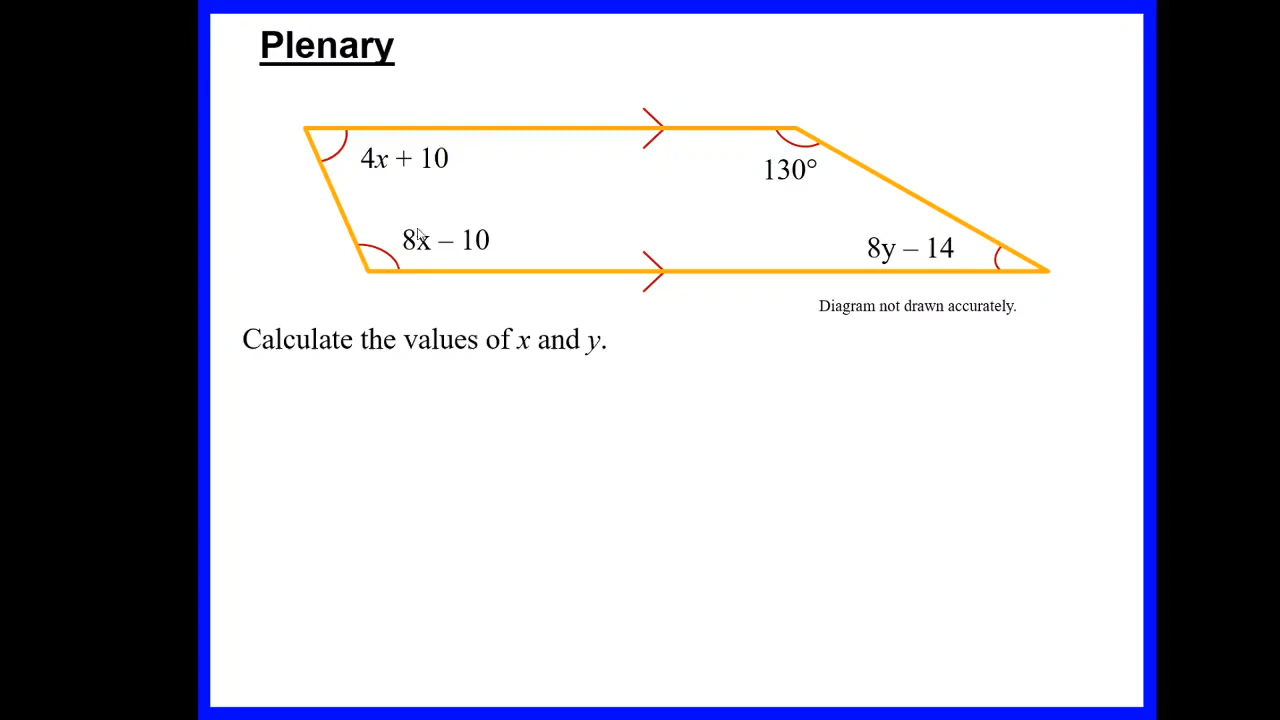 Plenary
4x + 10
130°
8x – 10
8y – 14
Diagram not drawn accurately.
Calculate the values of x and y.